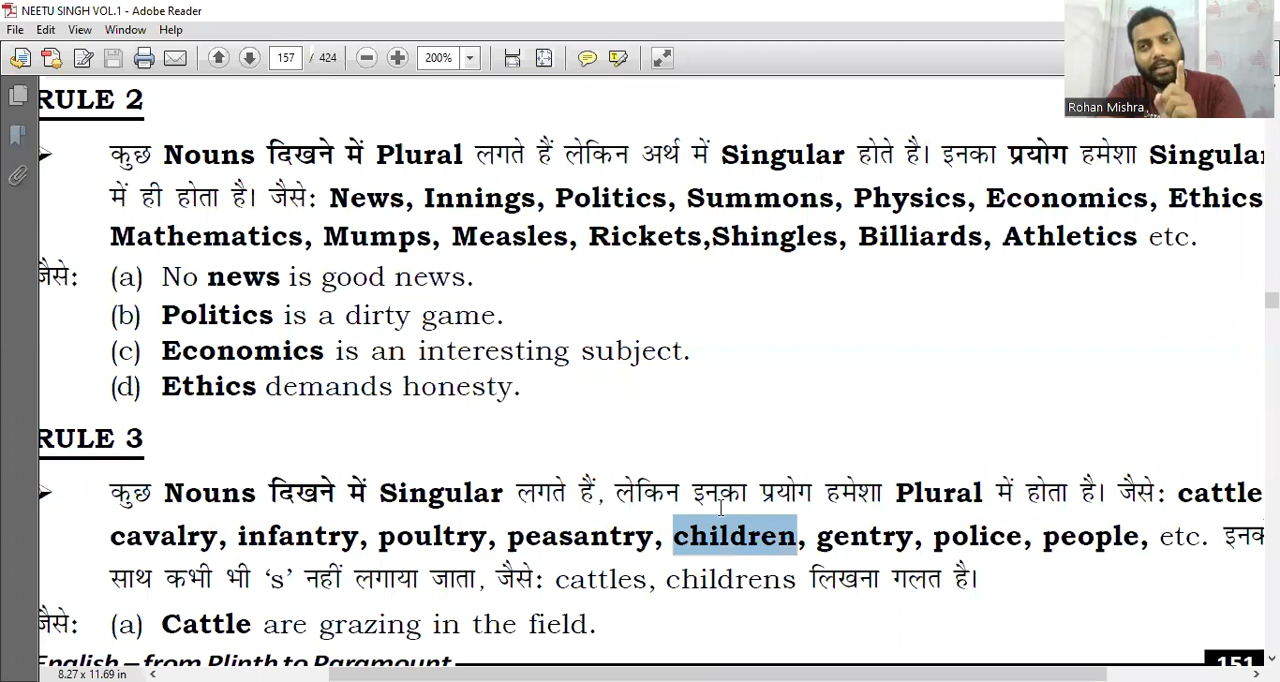 NEETU SINGH VOL.1 - Adobe Reader
File Edit View Window Help
157 / 424 200%
Rohan Mishra
RULE 2
कुछ Nouns दिखने में Plural लगते हैं लेकिन अर्थ में Singular होते है। इनका प्रयोग हमेशा Singular
में ही होता है। जैसे: News, Innings, Politics, Summons, Physics, Economics, Ethics
Mathematics, Mumps, Measles, Rickets,Shingles, Billiards, Athletics etc.
जैसे: (a) No news is good news.
(b) Politics is a dirty game.
(c) Economics is an interesting subject.
(d) Ethics demands honesty.
RULE 3
कुछ Nouns दिखने में Singular लगते हैं, लेकिन इनका प्रयोग हमेशा Plural में होता है। जैसे: cattle
cavalry, infantry, poultry, peasantry, children, gentry, police, people, etc. इनके
साथ कभी भी 's' नहीं लगाया जाता, जैसे: cattles, childrens लिखना गलत है।
जैसे: (a) Cattle are grazing in the field.
English – from Plinth to Paramount 151
8.27 x 11.69 in